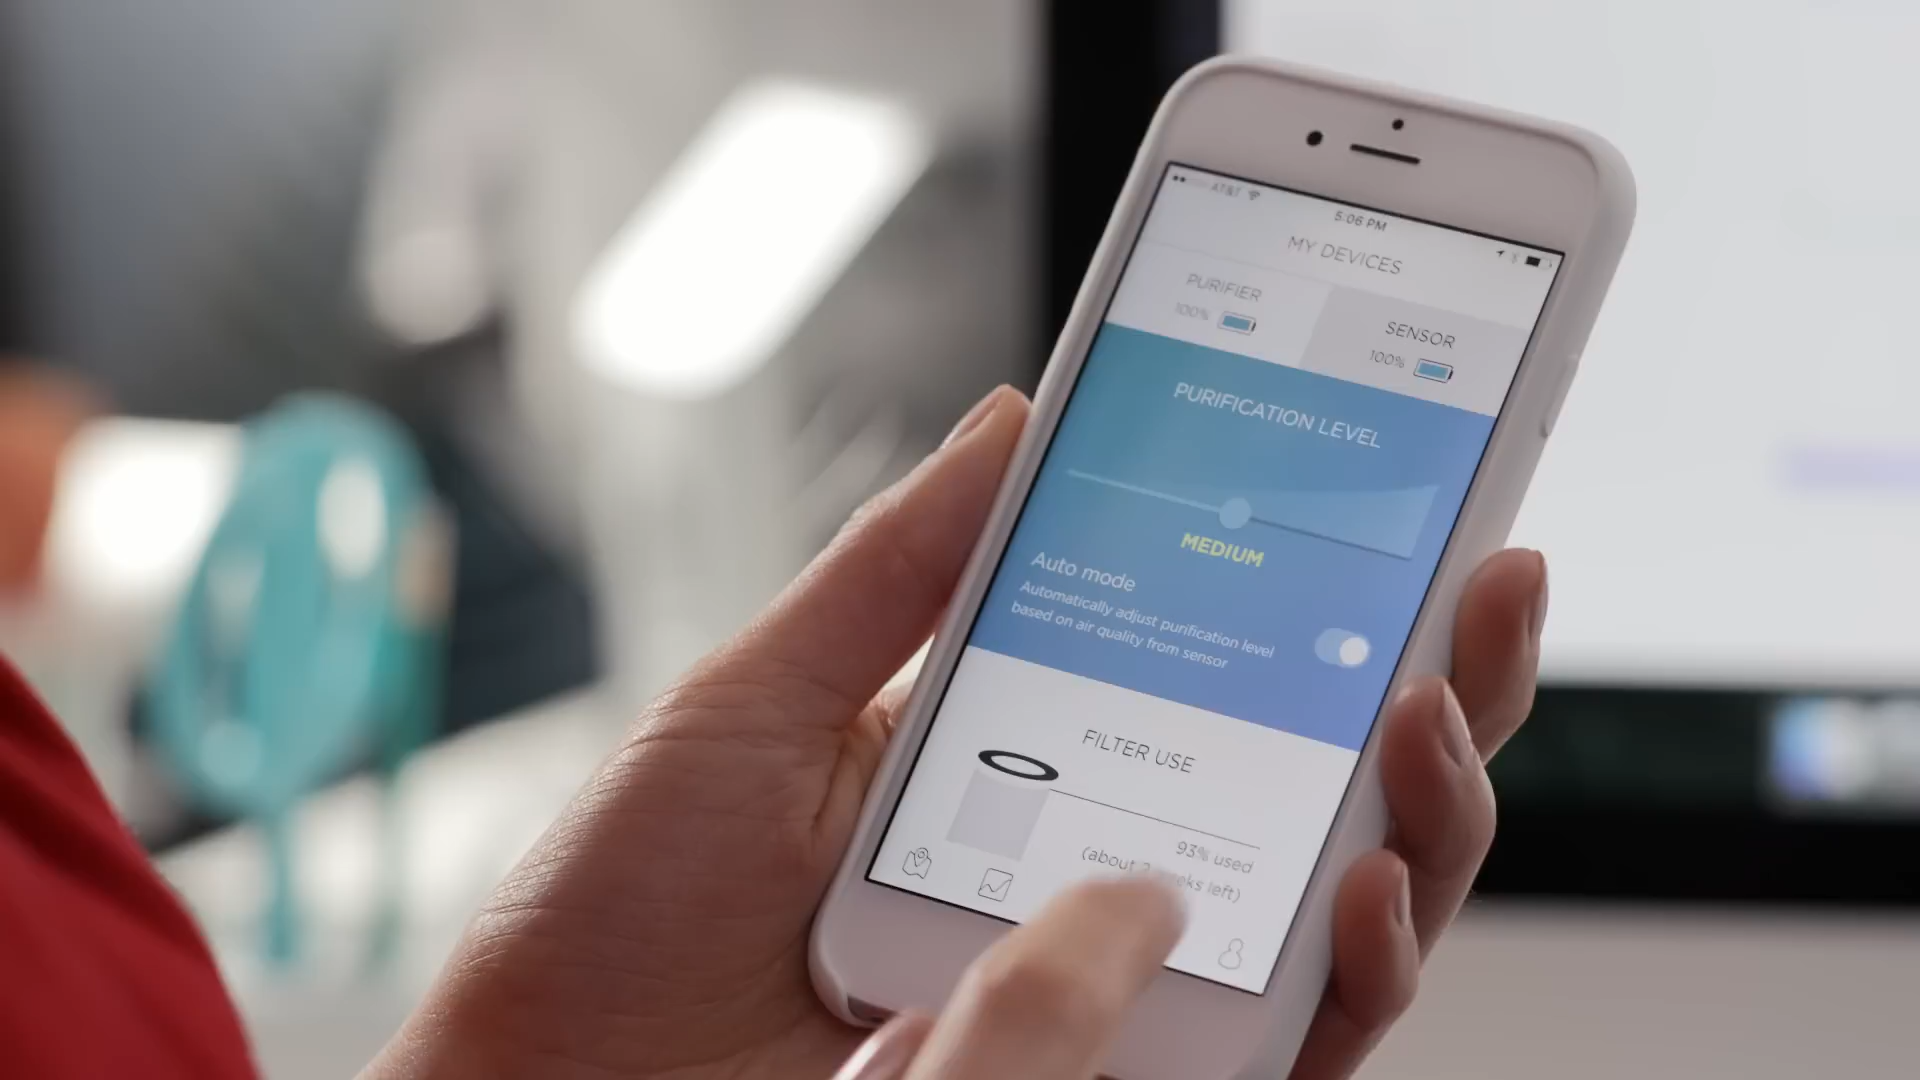 AT&T
5:06 PM
MY DEVICES
PURIFIER
100%
SENSOR
100%
PURIFICATION LEVEL
MEDIUM
Auto mode
Automatically adjust purification level
based on air quality from sensor
FILTER USE
93% used
(about left)